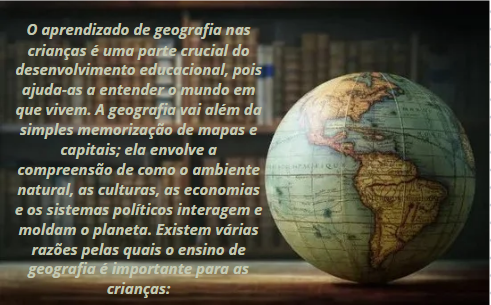 O aprendizado de geografia nas
crianças é uma parte crucial do
desenvolvimento educacional, pois
ajuda-as a entender o mundo em
que vivem. A geografia vai além da
simples memorização de mapas e
capitais; ela envolve a
compreensão de como o ambiente
natural, as culturas, as economias
e os sistemas políticos interagem e
moldam o planeta. Existem várias
razões pelas quais o ensino de
geografia é importante para as
crianças: